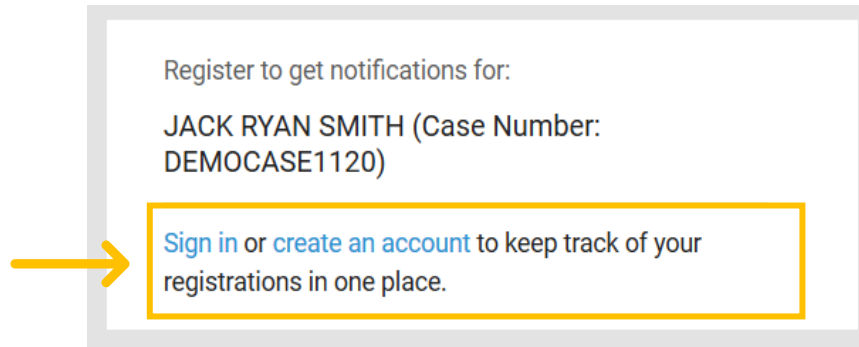 Register to get notifications for:
JACK RYAN SMITH (Case Number:
DEMOCASE1120)
Sign in or create an account to keep track of your
registrations in one place.